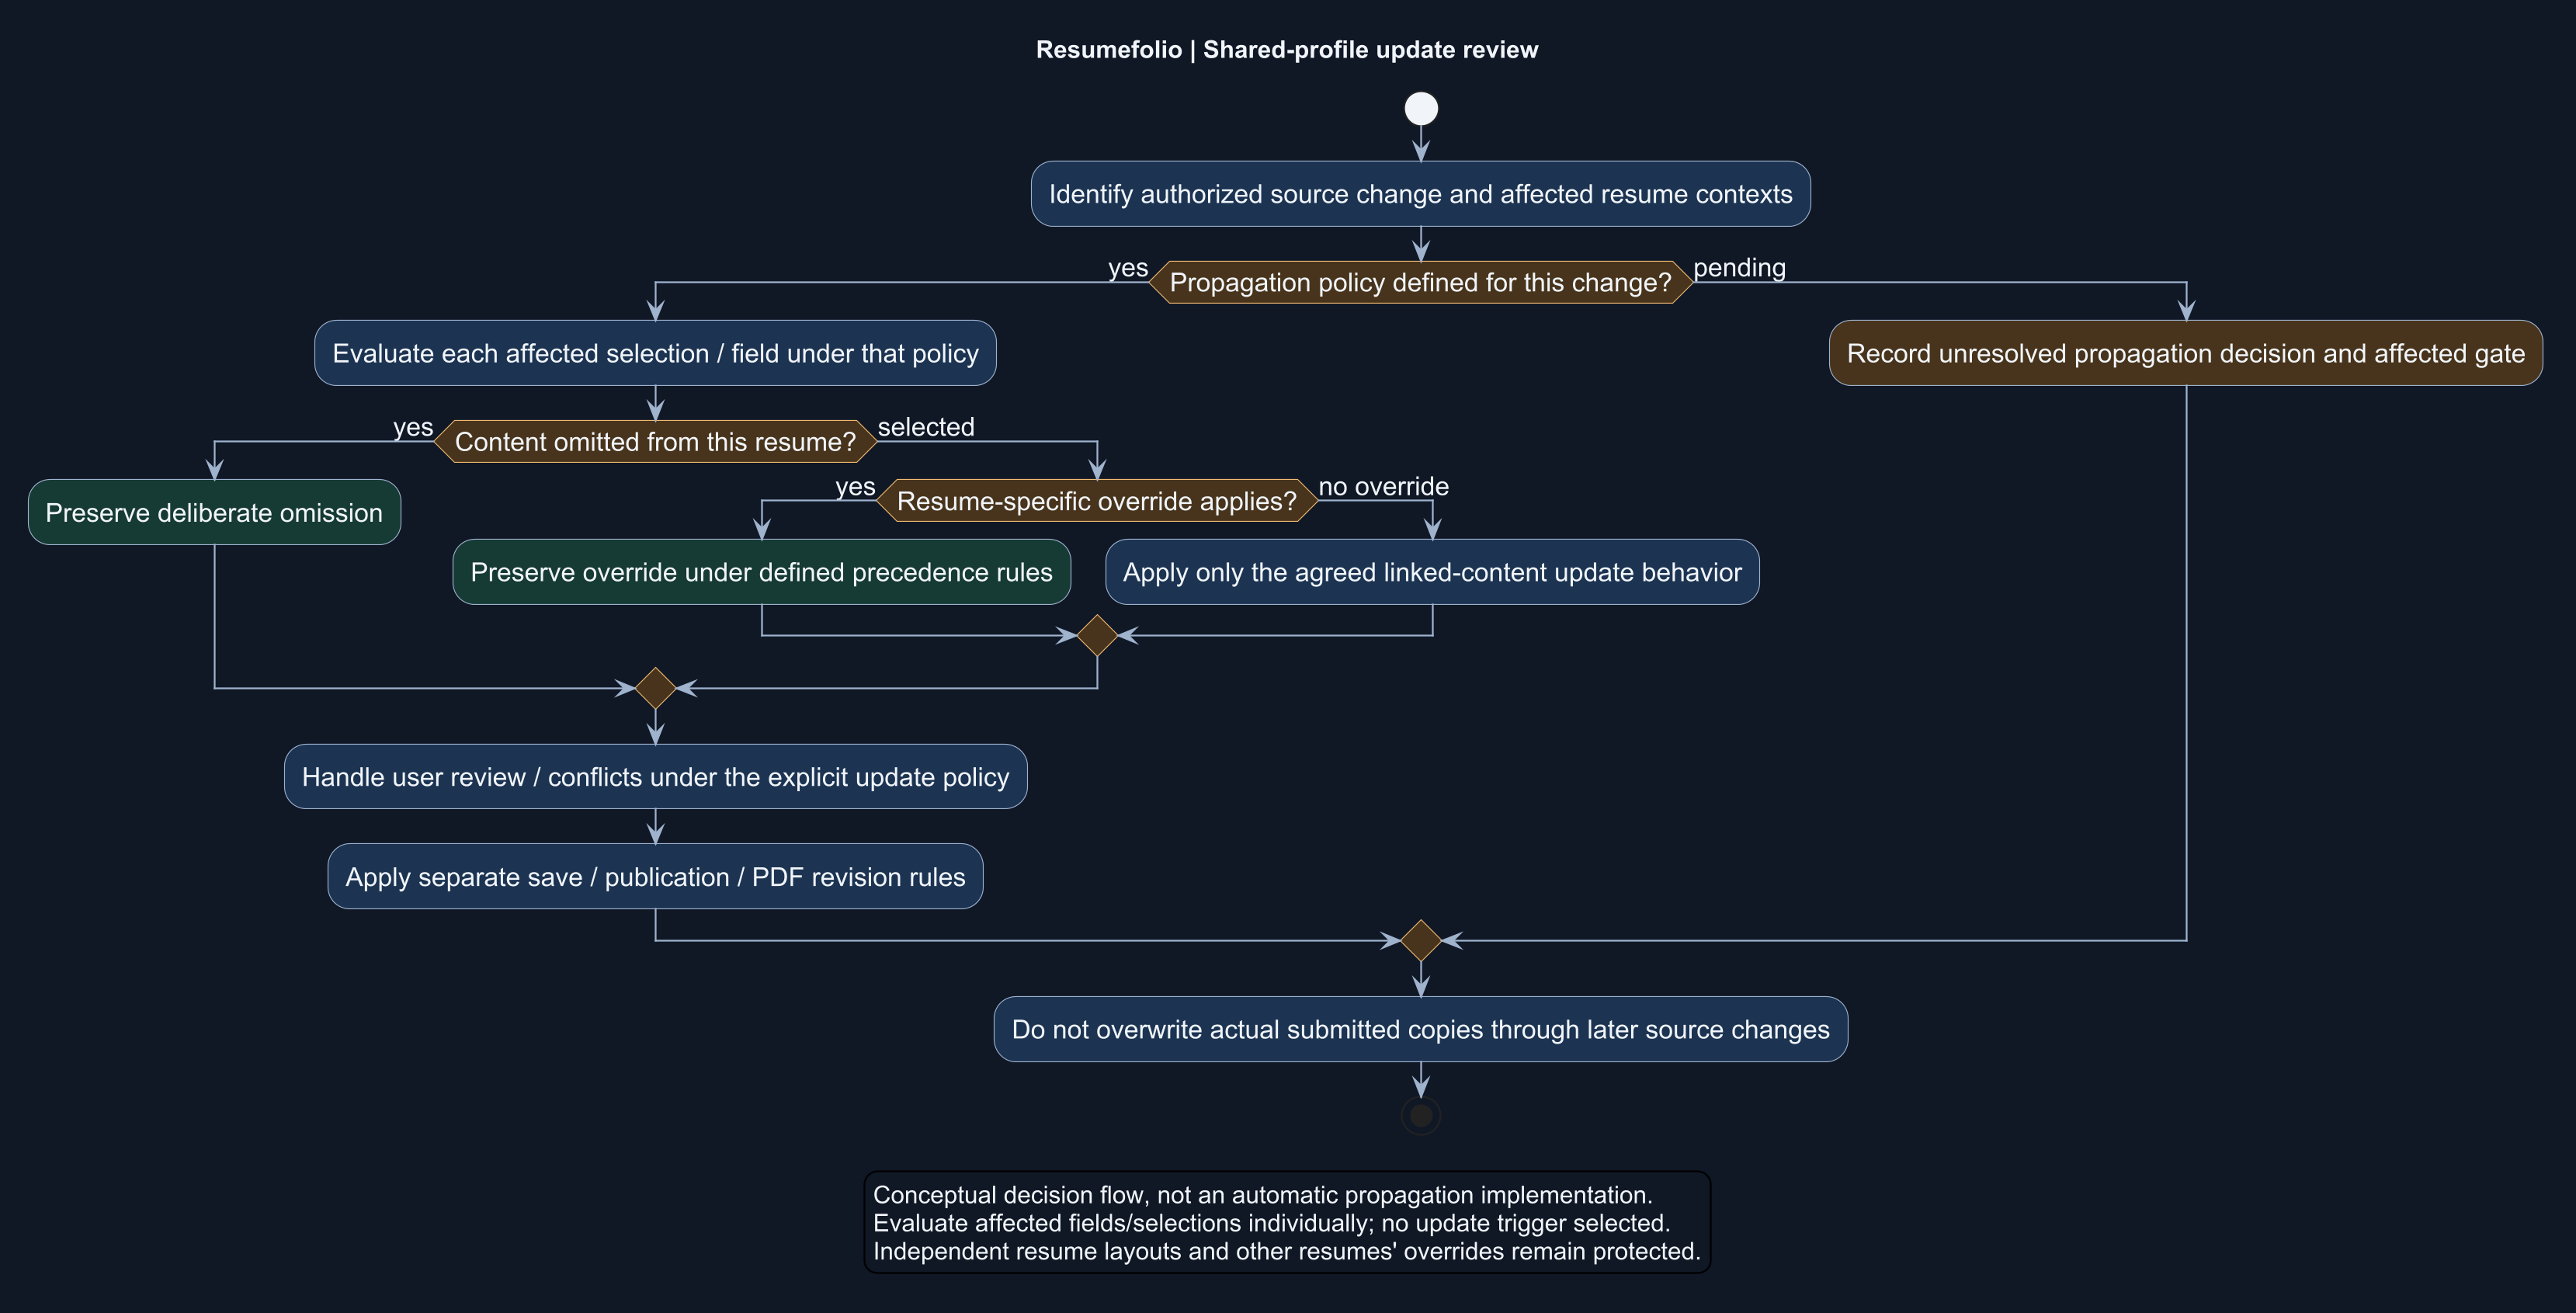 Resumefolio | Shared-profile update review
Identify authorized source change and affected resume contexts
yes
Propagation policy defined for this change?
pending
Evaluate each affected selection / field under that policy
Record unresolved propagation decision and affected gate
yes
Content omitted from this resume?
selected
Preserve deliberate omission
yes
Resume-specific override applies?
no override
Preserve override under defined precedence rules
Apply only the agreed linked-content update behavior
Handle user review / conflicts under the explicit update policy
Apply separate save / publication / PDF revision rules
Do not overwrite actual submitted copies through later source changes
Conceptual decision flow, not an automatic propagation implementation.
Evaluate affected fields/selections individually; no update trigger selected.
Independent resume layouts and other resumes' overrides remain protected.